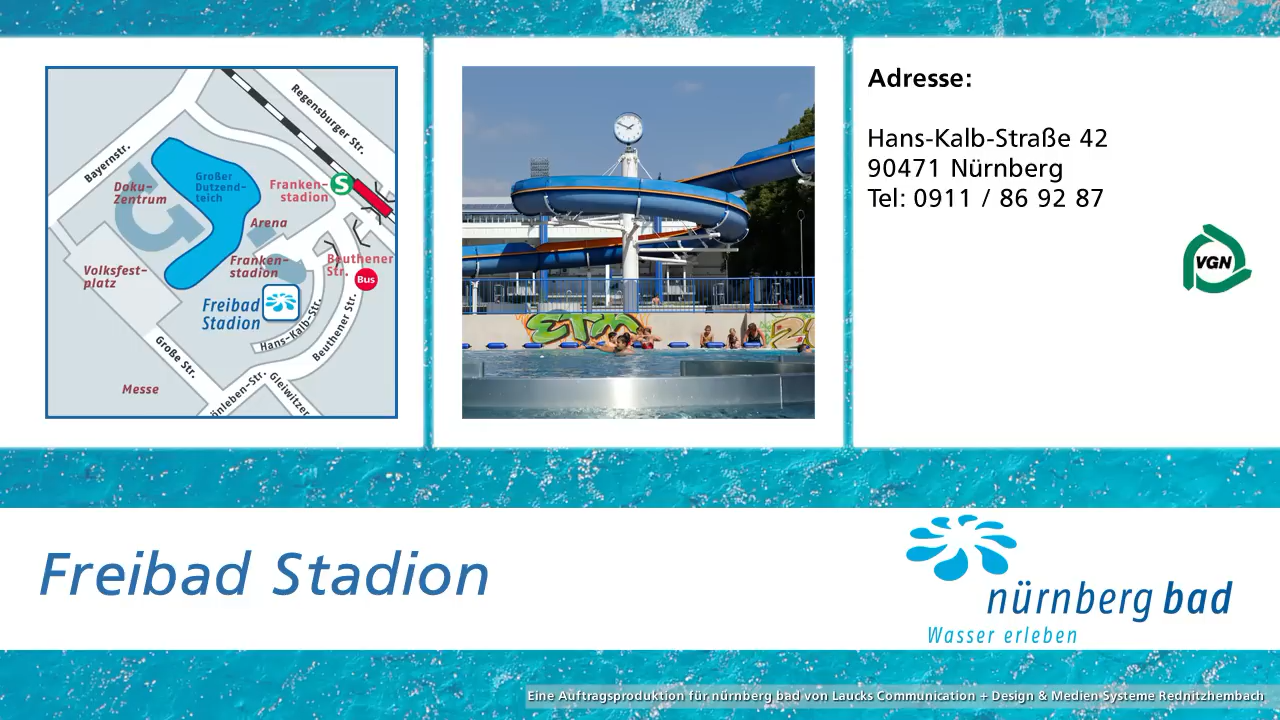 Regensburger Str.
Bayernstr.
Großer
Dutzend-
teich
Doku-
Zentrum
Franken-
stadion
S
Arena
Franken-
stadion
Beuthener
Str.
Bus
Volksfest-
platz
Freibad
Stadion
Hans-Kalb-Str.
Beuthener Str.
Große Str.
Messe
önleben-Str.
Gleiwitzer
ETM
Adresse:
Hans-Kalb-Straße 42
90471 Nürnberg
Tel: 0911 / 86 92 87
VGN
Freibad Stadion
nürnberg bad
Wasser erleben
Eine Auftragsproduktion für nürnberg bad von Laucks Communication + Design & Medien Systeme Rednitzhembach